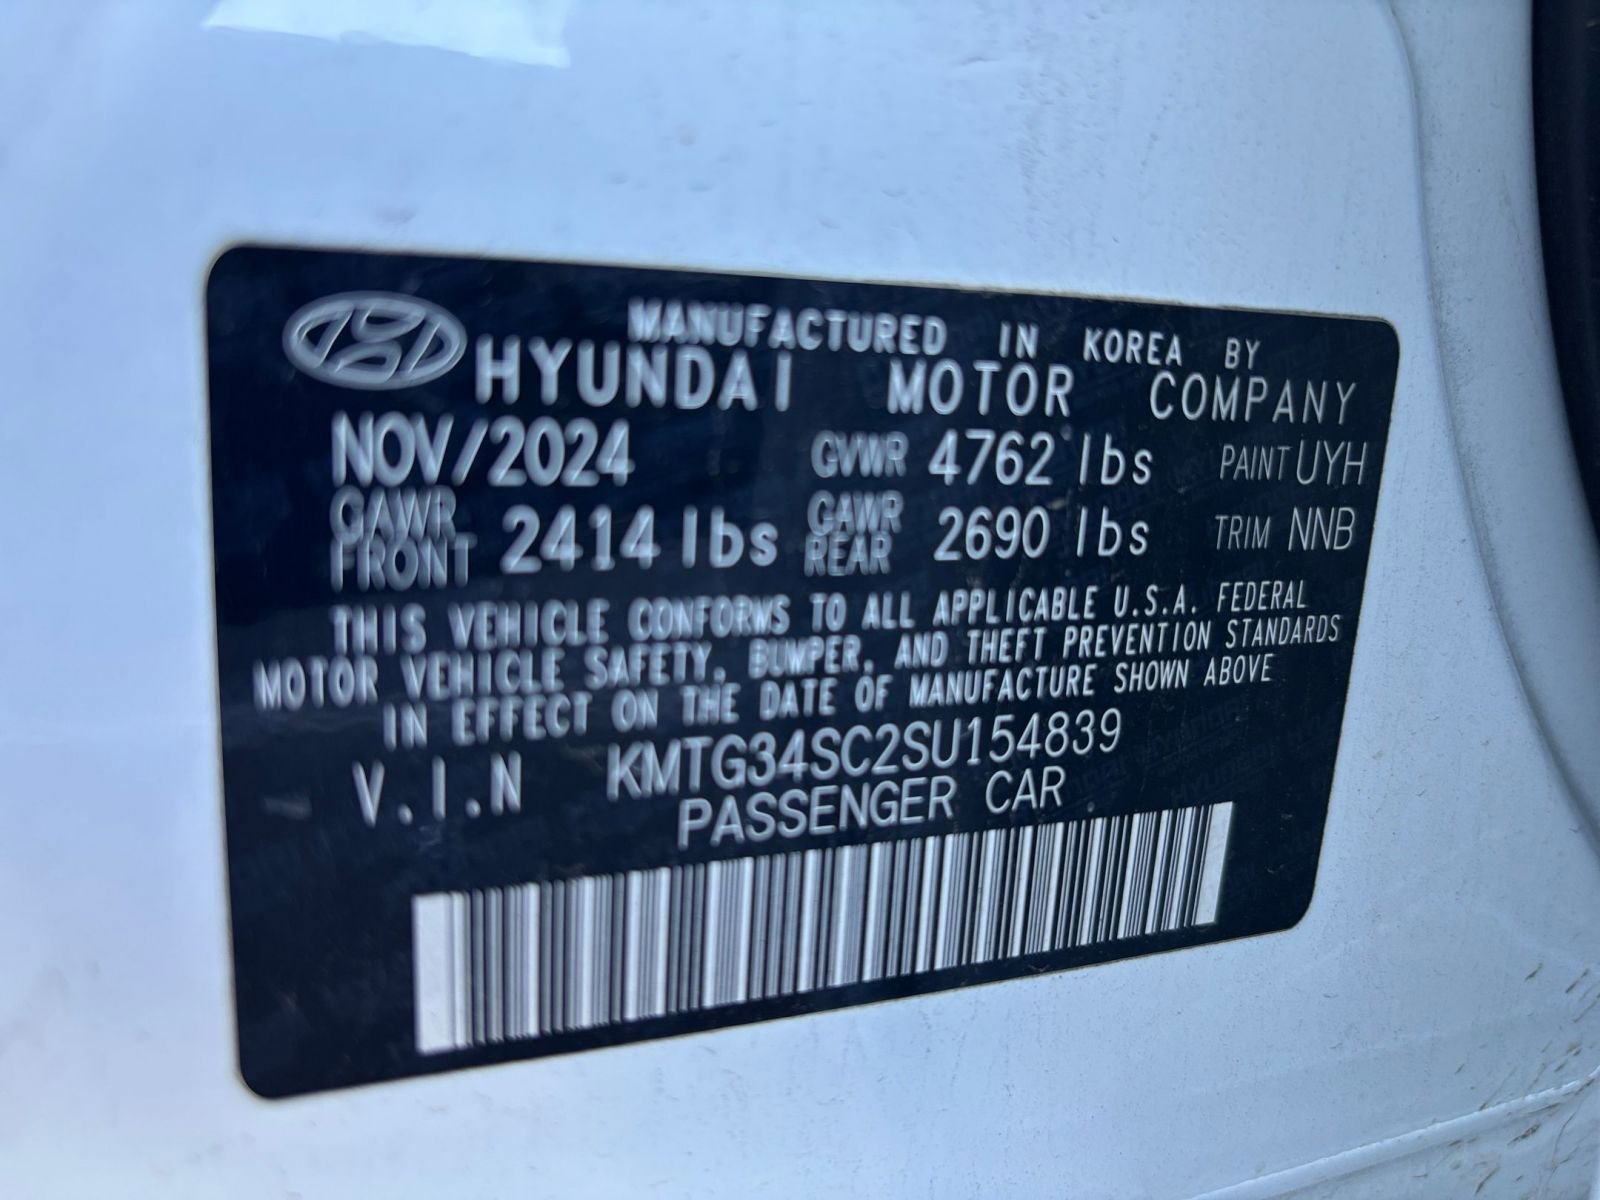 MANUFACTURED IN KOREA BY
HYUNDAI MOTOR COMPANY
NOV/2024 GVWR 4762 lbs PAINT UYH
GAWR FRONT 2414 lbs GAWR REAR 2690 lbs TRIM NNB
THIS VEHICLE CONFORMS TO ALL APPLICABLE U.S.A. FEDERAL
MOTOR VEHICLE SAFETY, BUMPER, AND THEFT PREVENTION STANDARDS
IN EFFECT ON THE DATE OF MANUFACTURE SHOWN ABOVE
V.I.N KMTG34SC2SU154839
PASSENGER CAR